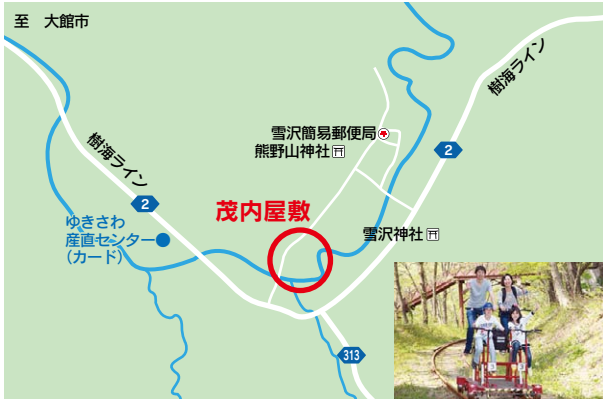 至 大館市
樹海ライン
樹海ライン
雪沢簡易郵便局
熊野山神社
2
2
茂内屋敷
ゆきさわ
産直センター
（カード）
雪沢神社
313
3
3